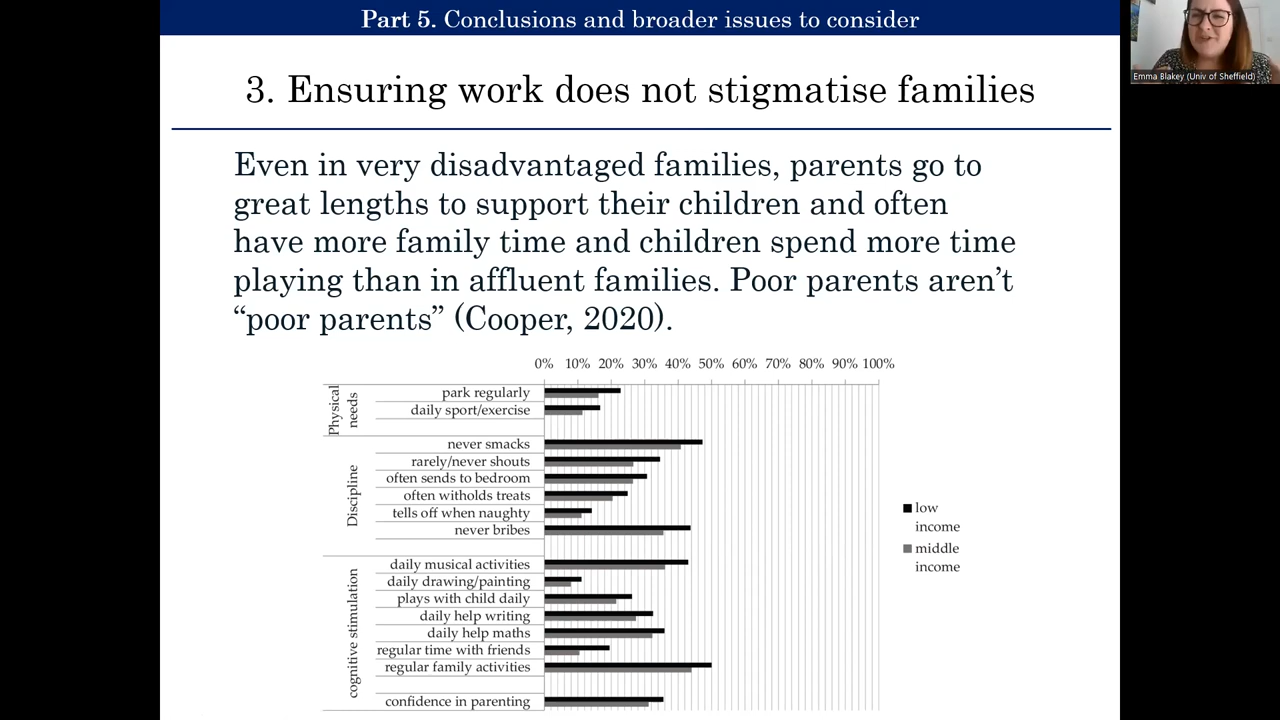 Part 5. Conclusions and broader issues to consider
Emma Blakey (Univ of Sheffield)
3. Ensuring work does not stigmatise families
Even in very disadvantaged families, parents go to
great lengths to support their children and often
have more family time and children spend more time
playing than in affluent families. Poor parents aren’t
“poor parents” (Cooper, 2020).
0% 10% 20% 30% 40% 50% 60% 70% 80% 90% 100%
Physical
needs
park regularly
daily sport/exercise
Discipline
never smacks
rarely/never shouts
often sends to bedroom
often witholds treats
tells off when naughty
never bribes
cognitive stimulation
daily musical activities
daily drawing/painting
plays with child daily
daily help writing
daily help maths
regular time with friends
regular family activities
confidence in parenting
low
income
middle
income